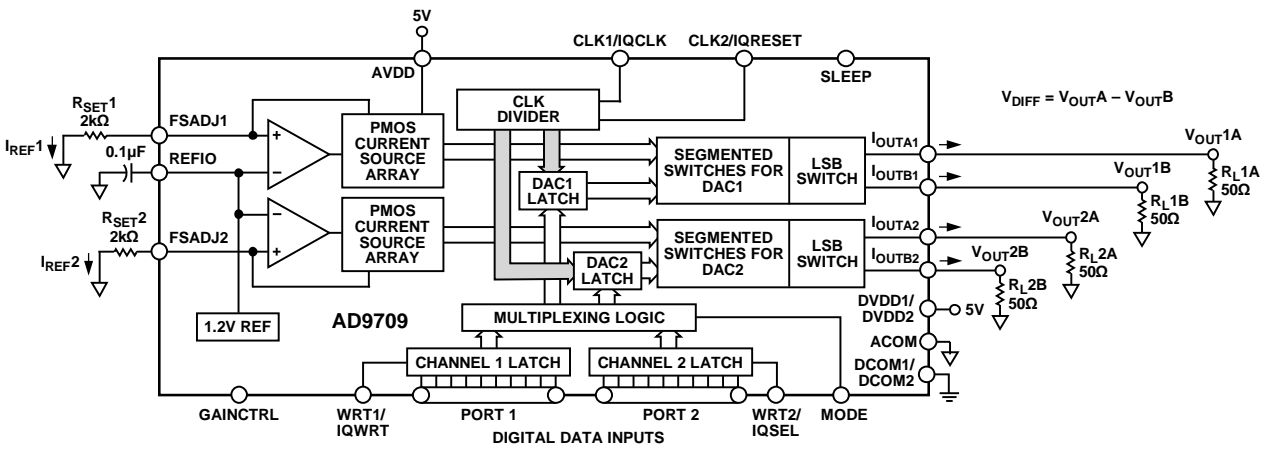 5V
CLK1/IQCLK
CLK2/IQRESET
AVDD
SLEEP
RSET1
2kΩ
FSADJ1
IREF1
0.1µF
REFIO
RSET2
2kΩ
FSADJ2
IREF2
1.2V REF
AD9709
PMOS
CURRENT
SOURCE
ARRAY
PMOS
CURRENT
SOURCE
ARRAY
+
–
–
+
CLK
DIVIDER
DAC1
LATCH
DAC2
LATCH
SEGMENTED
SWITCHES FOR
DAC1
LSB
SWITCH
SEGMENTED
SWITCHES FOR
DAC2
LSB
SWITCH
MULTIPLEXING LOGIC
CHANNEL 1 LATCH
CHANNEL 2 LATCH
VDIFF = VOUTA – VOUTB
IOUTA1
VOUT1A
RL1A
50Ω
IOUTB1
VOUT1B
RL1B
50Ω
IOUTA2
VOUT2A
RL2A
50Ω
IOUTB2
VOUT2B
RL2B
50Ω
DVDD1/
DVDD2
5V
ACOM
DCOM1/
DCOM2
GAINCTRL
WRT1/
IQWRT
PORT 1
PORT 2
WRT2/
IQSEL
MODE
DIGITAL DATA INPUTS